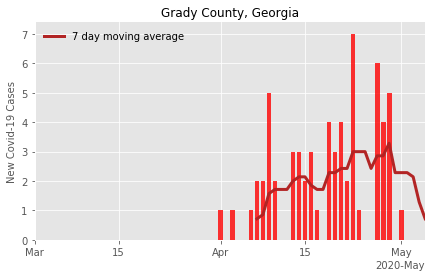 Grady County, Georgia
7 day moving average
New Covid-19 Cases
7
6
5
4
3
2
1
0
Mar
15
Apr
15
May
2020-May